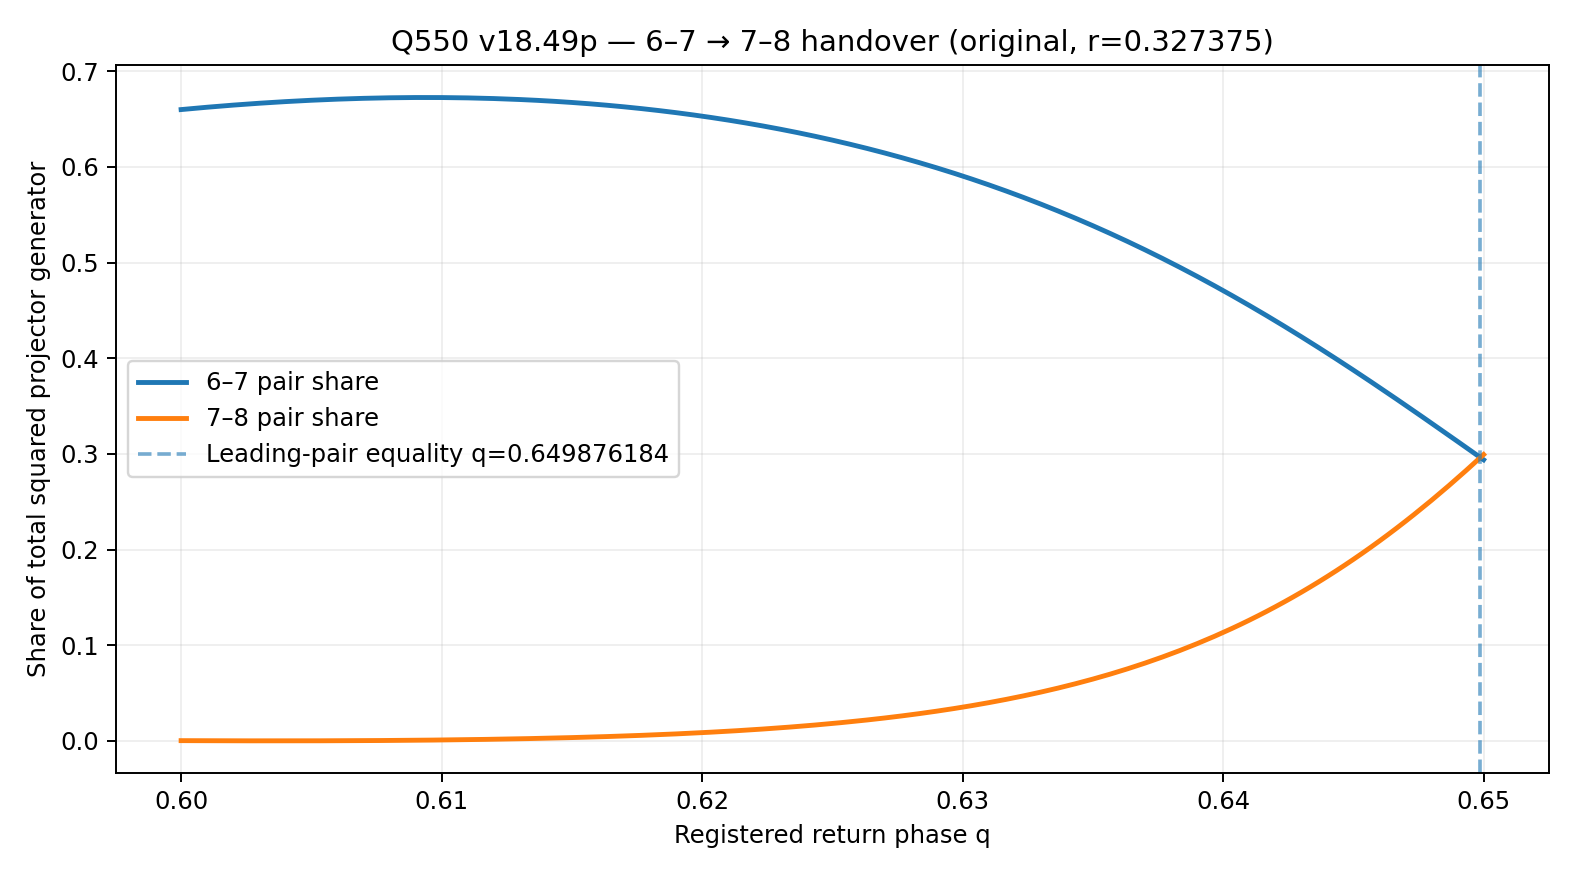 Q550 v18.49p — 6–7 → 7–8 handover (original, r=0.327375)
Share of total squared projector generator
0.7
0.6
0.5
0.4
0.3
0.2
0.1
0.0
6–7 pair share
7–8 pair share
Leading-pair equality q=0.649876184
0.60 0.61 0.62 0.63 0.64 0.65
Registered return phase q